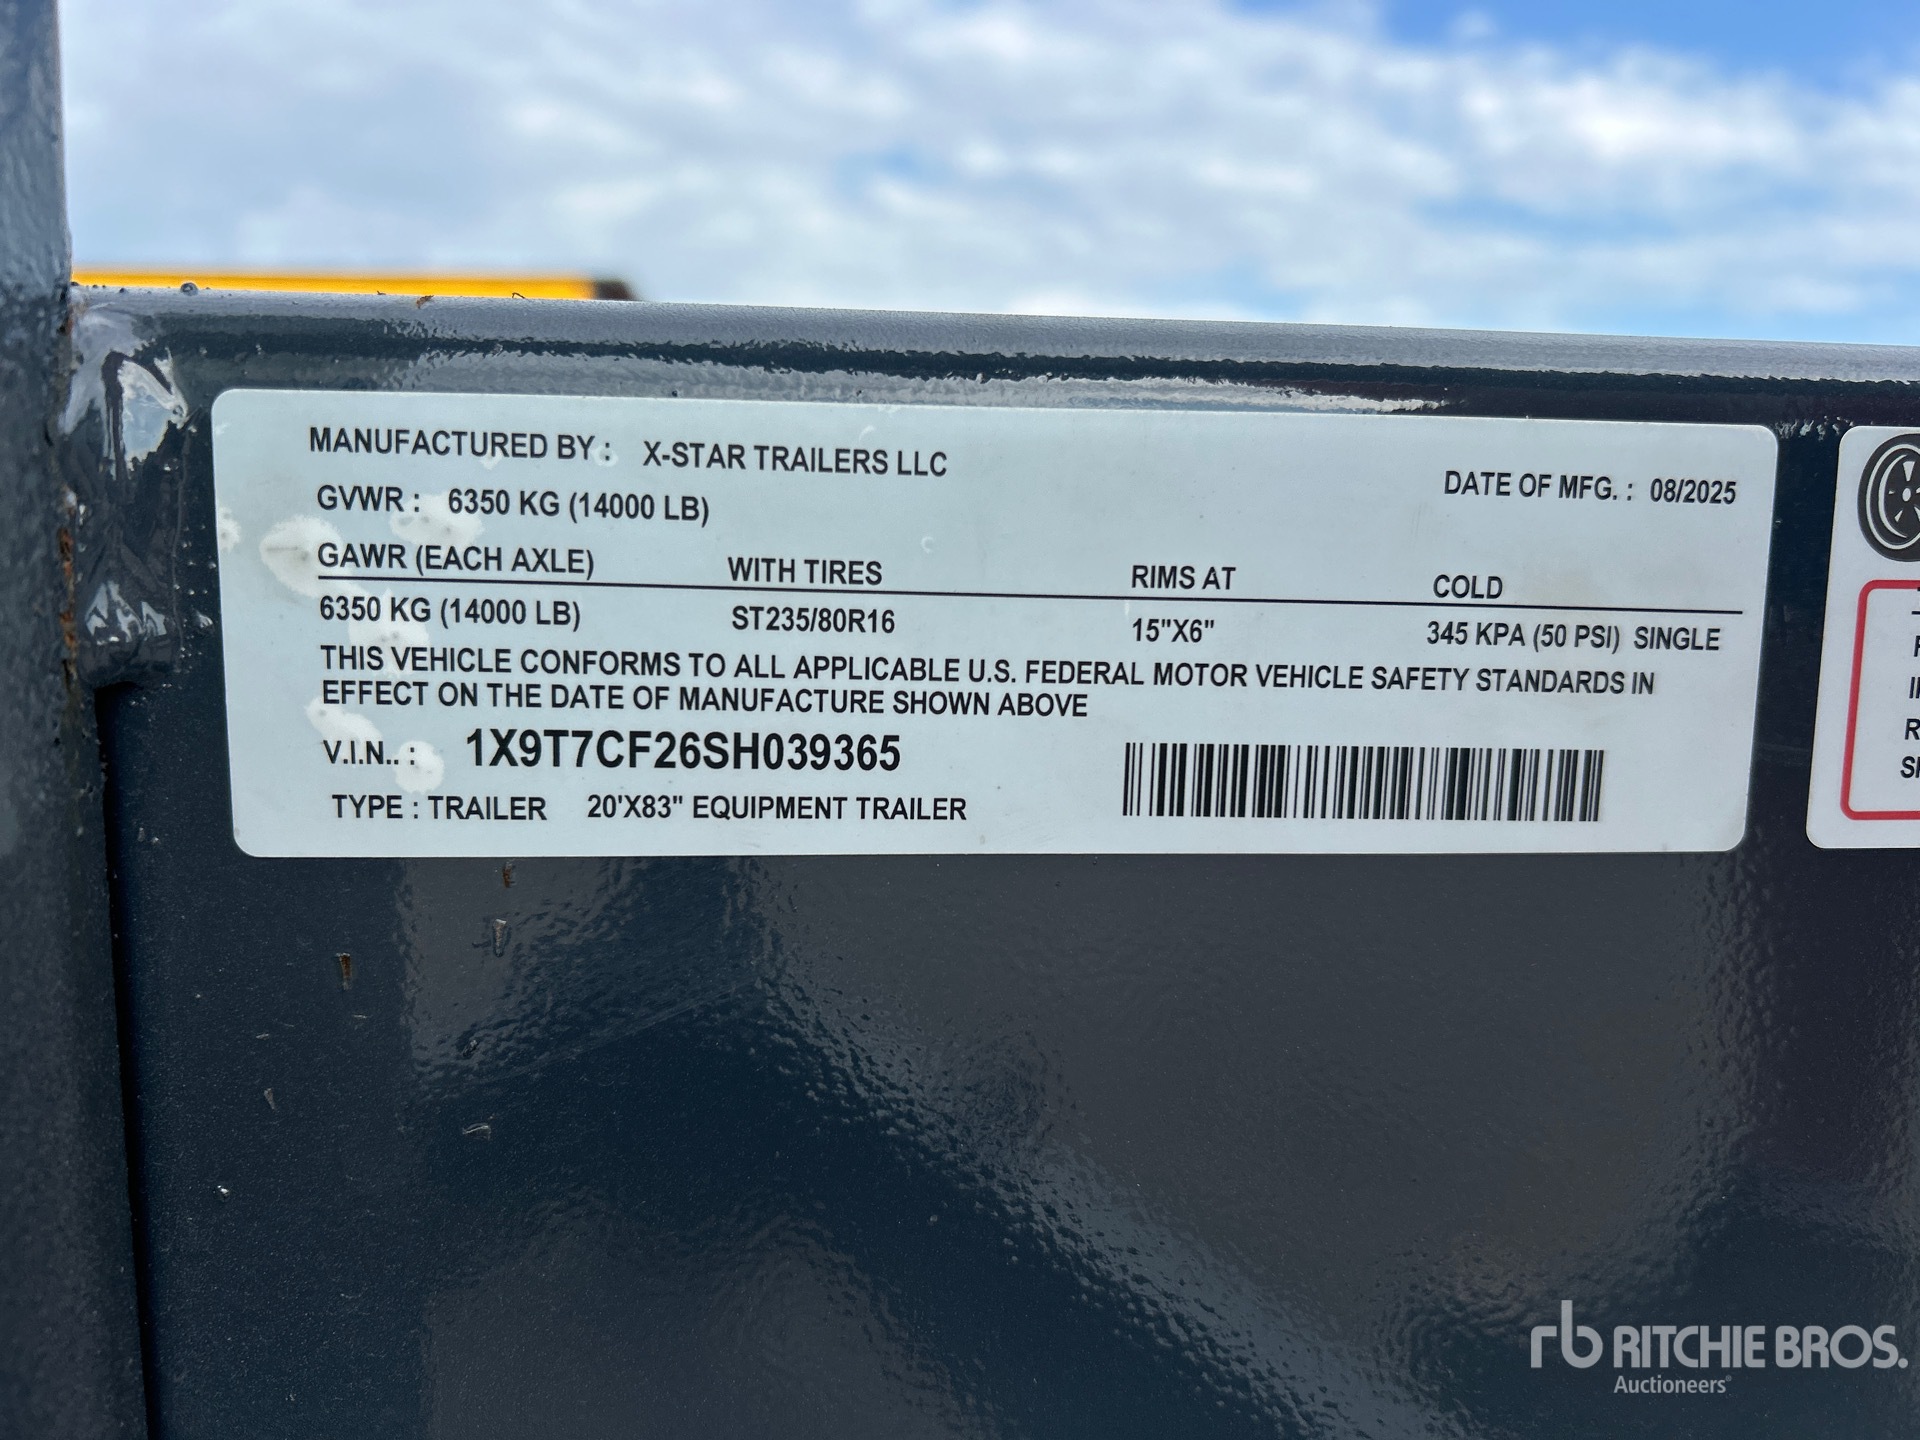 MANUFACTURED BY : X-STAR TRAILERS LLC
DATE OF MFG. : 08/2025
GVWR : 6350 KG (14000 LB)
GAWR (EACH AXLE) WITH TIRES RIMS AT COLD
6350 KG (14000 LB) ST235/80R16 15"X6" 345 KPA (50 PSI) SINGLE
THIS VEHICLE CONFORMS TO ALL APPLICABLE U.S. FEDERAL MOTOR VEHICLE SAFETY STANDARDS IN
EFFECT ON THE DATE OF MANUFACTURE SHOWN ABOVE
V.I.N.. : 1X9T7CF26SH039365
TYPE : TRAILER 20'X83" EQUIPMENT TRAILER
rb RITCHIE BROS.
Auctioneers